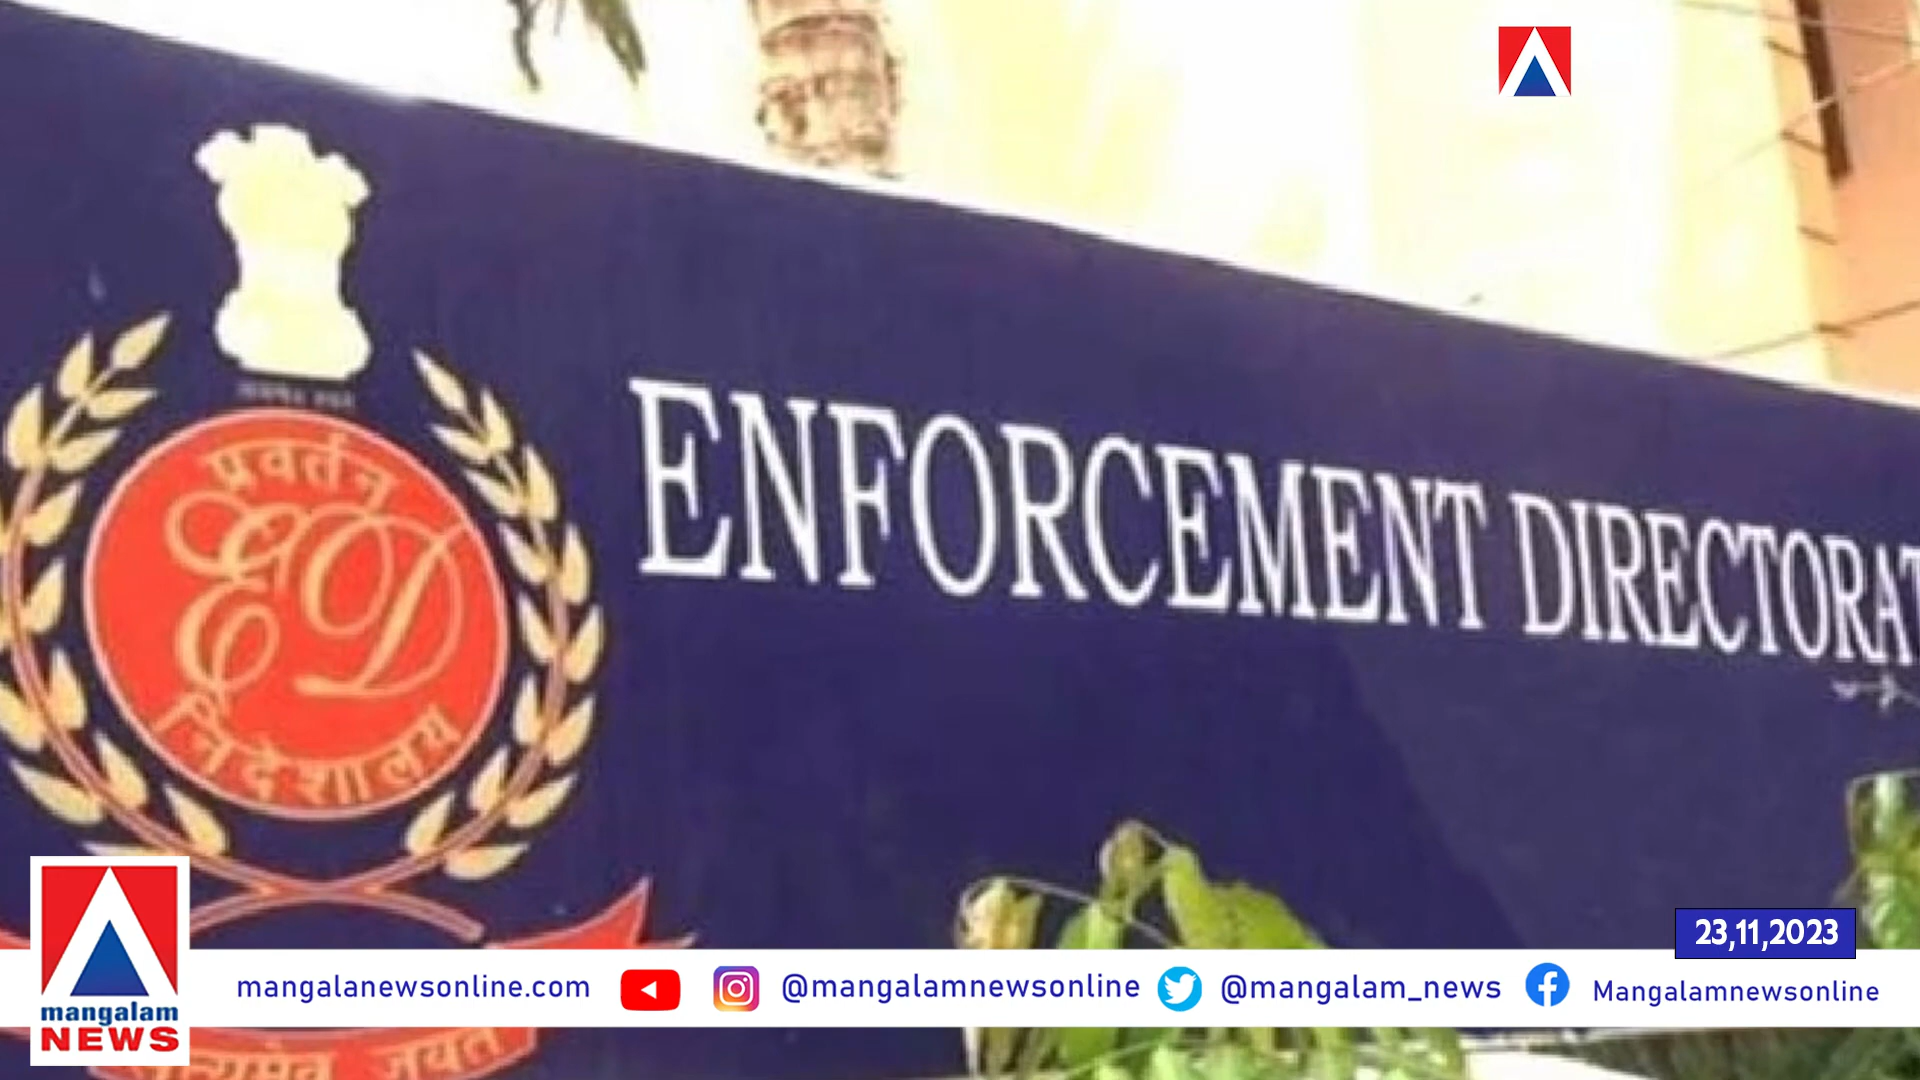 प्रवर्तन
ED
निदेशालय
ENFORCEMENT DIRECTORAT
23,11,2023
mangalam
NEWS
mangalanewsonline.com @mangalamnewsonline @mangalam_news Mangalamnewsonline